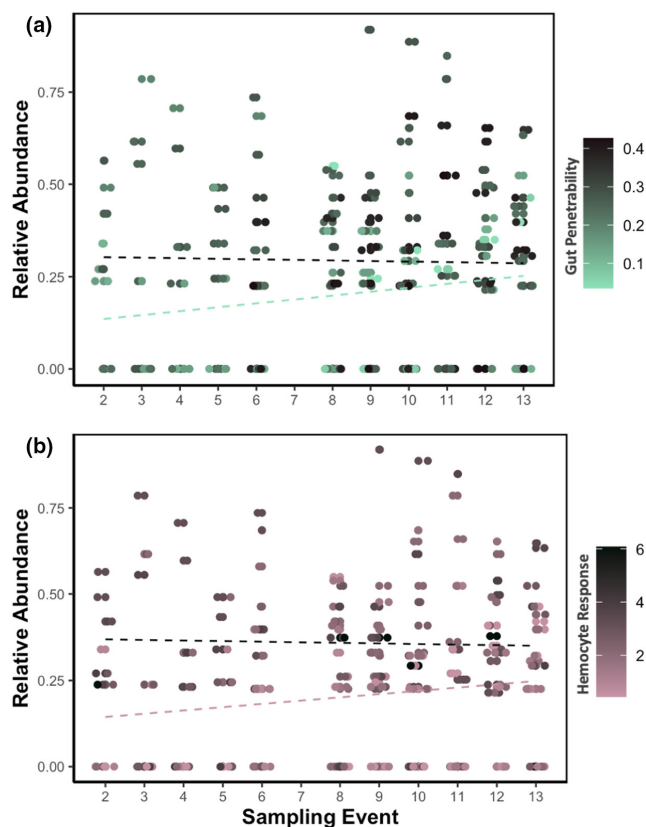 (a)
Relative Abundance
0.75
0.50
0.25
0.00
2 3 4 5 6 7 8 9 10 11 12 13
Gut Penetrability
0.4
0.3
0.2
0.1
(b)
Relative Abundance
0.75
0.50
0.25
0.00
2 3 4 5 6 7 8 9 10 11 12 13
Sampling Event
Hemocyte Response
6
4
2